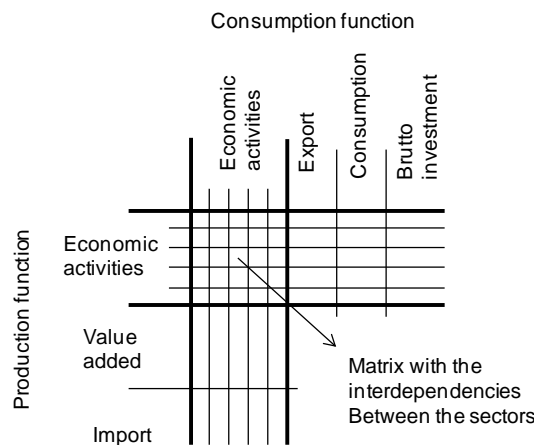 Consumption function
Economic
activities
Export
Consumption
Brutto
investment
Production function
Economic
activities
Value
added
Import
Matrix with the
interdependencies
Between the sectors